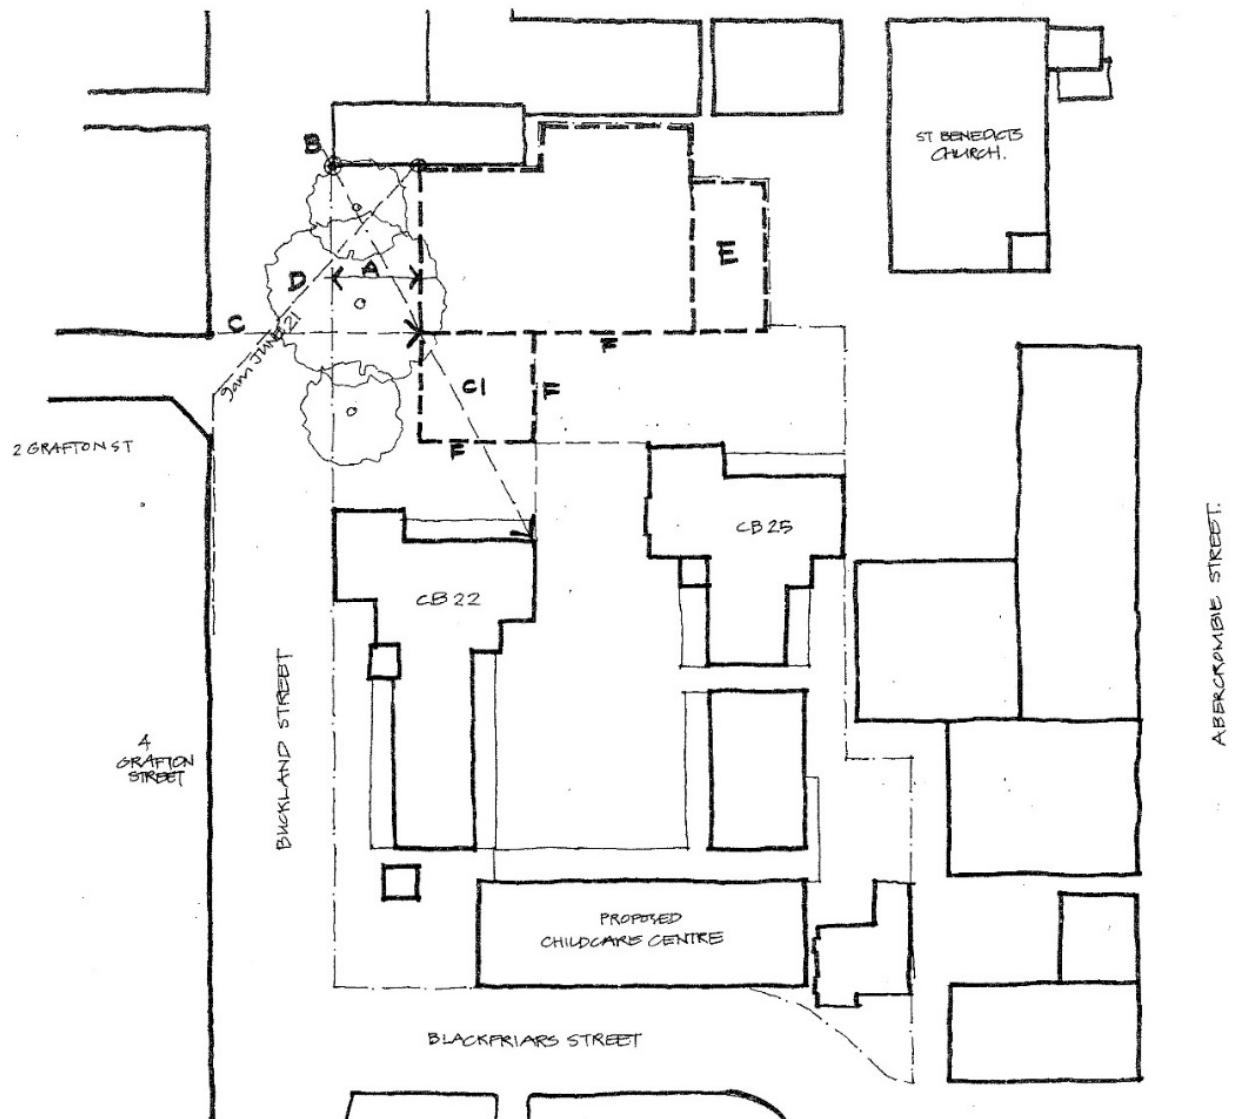 ST BENEDICTS
CHURCH.
B
E
D
A
C
9am JUNE 21
F
C1
F
F
2 GRAFTON ST
CB 25
CB 22
ABERCROMBIE STREET.
BUCKLAND STREET
4
GRAFTON
STREET
PROPOSED
CHILDCARE CENTRE
BLACKFRIARS STREET